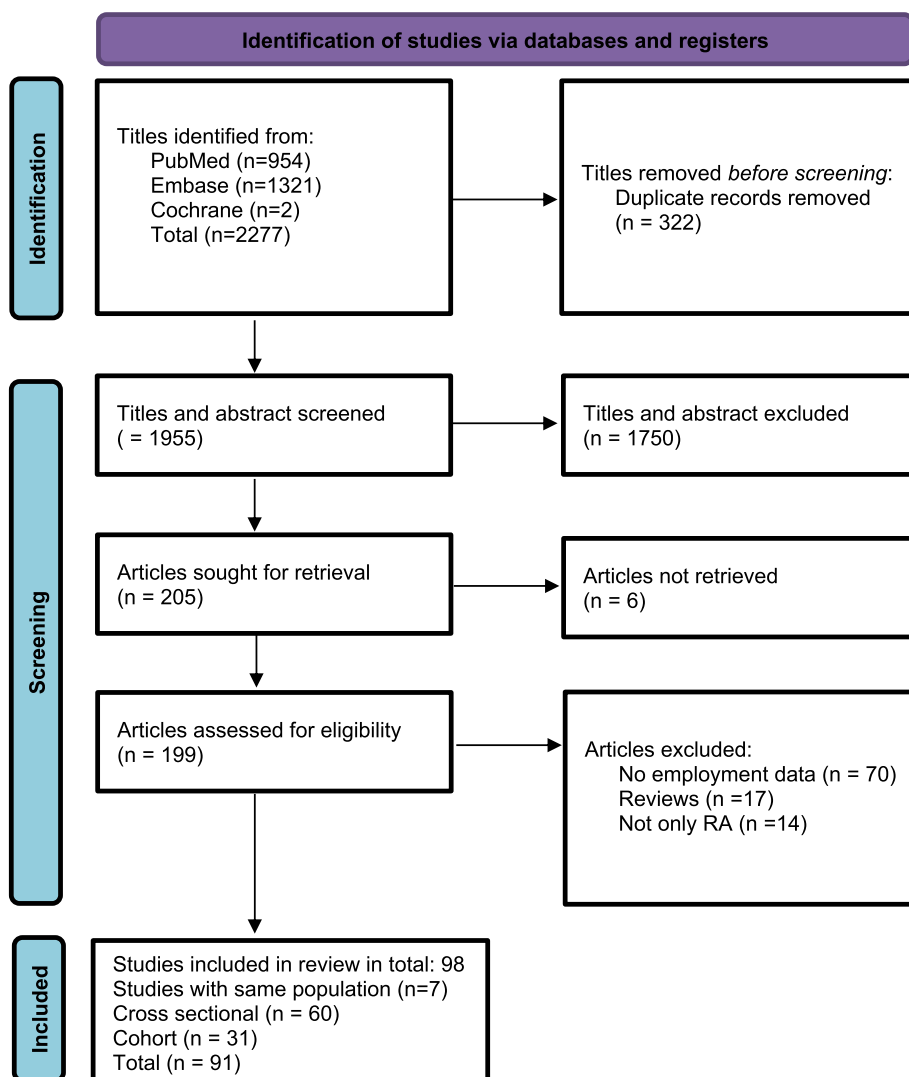 Identification of studies via databases and registers
Identification
Titles identified from:
PubMed (n=954)
Embase (n=1321)
Cochrane (n=2)
Total (n=2277)
Titles removed before screening:
Duplicate records removed
(n = 322)
Screening
Titles and abstract screened
( = 1955)
Titles and abstract excluded
(n = 1750)
Articles sought for retrieval
(n = 205)
Articles not retrieved
(n = 6)
Articles assessed for eligibility
(n = 199)
Articles excluded:
No employment data (n = 70)
Reviews (n =17)
Not only RA (n =14)
Included
Studies included in review in total: 98
Studies with same population (n=7)
Cross sectional (n = 60)
Cohort (n = 31)
Total (n = 91)